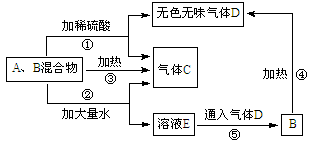 加稀硫酸
①
无色无味气体D
A、B混合物
加热
③
气体C
加热
④
②
加大量水
溶液E
通入气体D
⑤
B